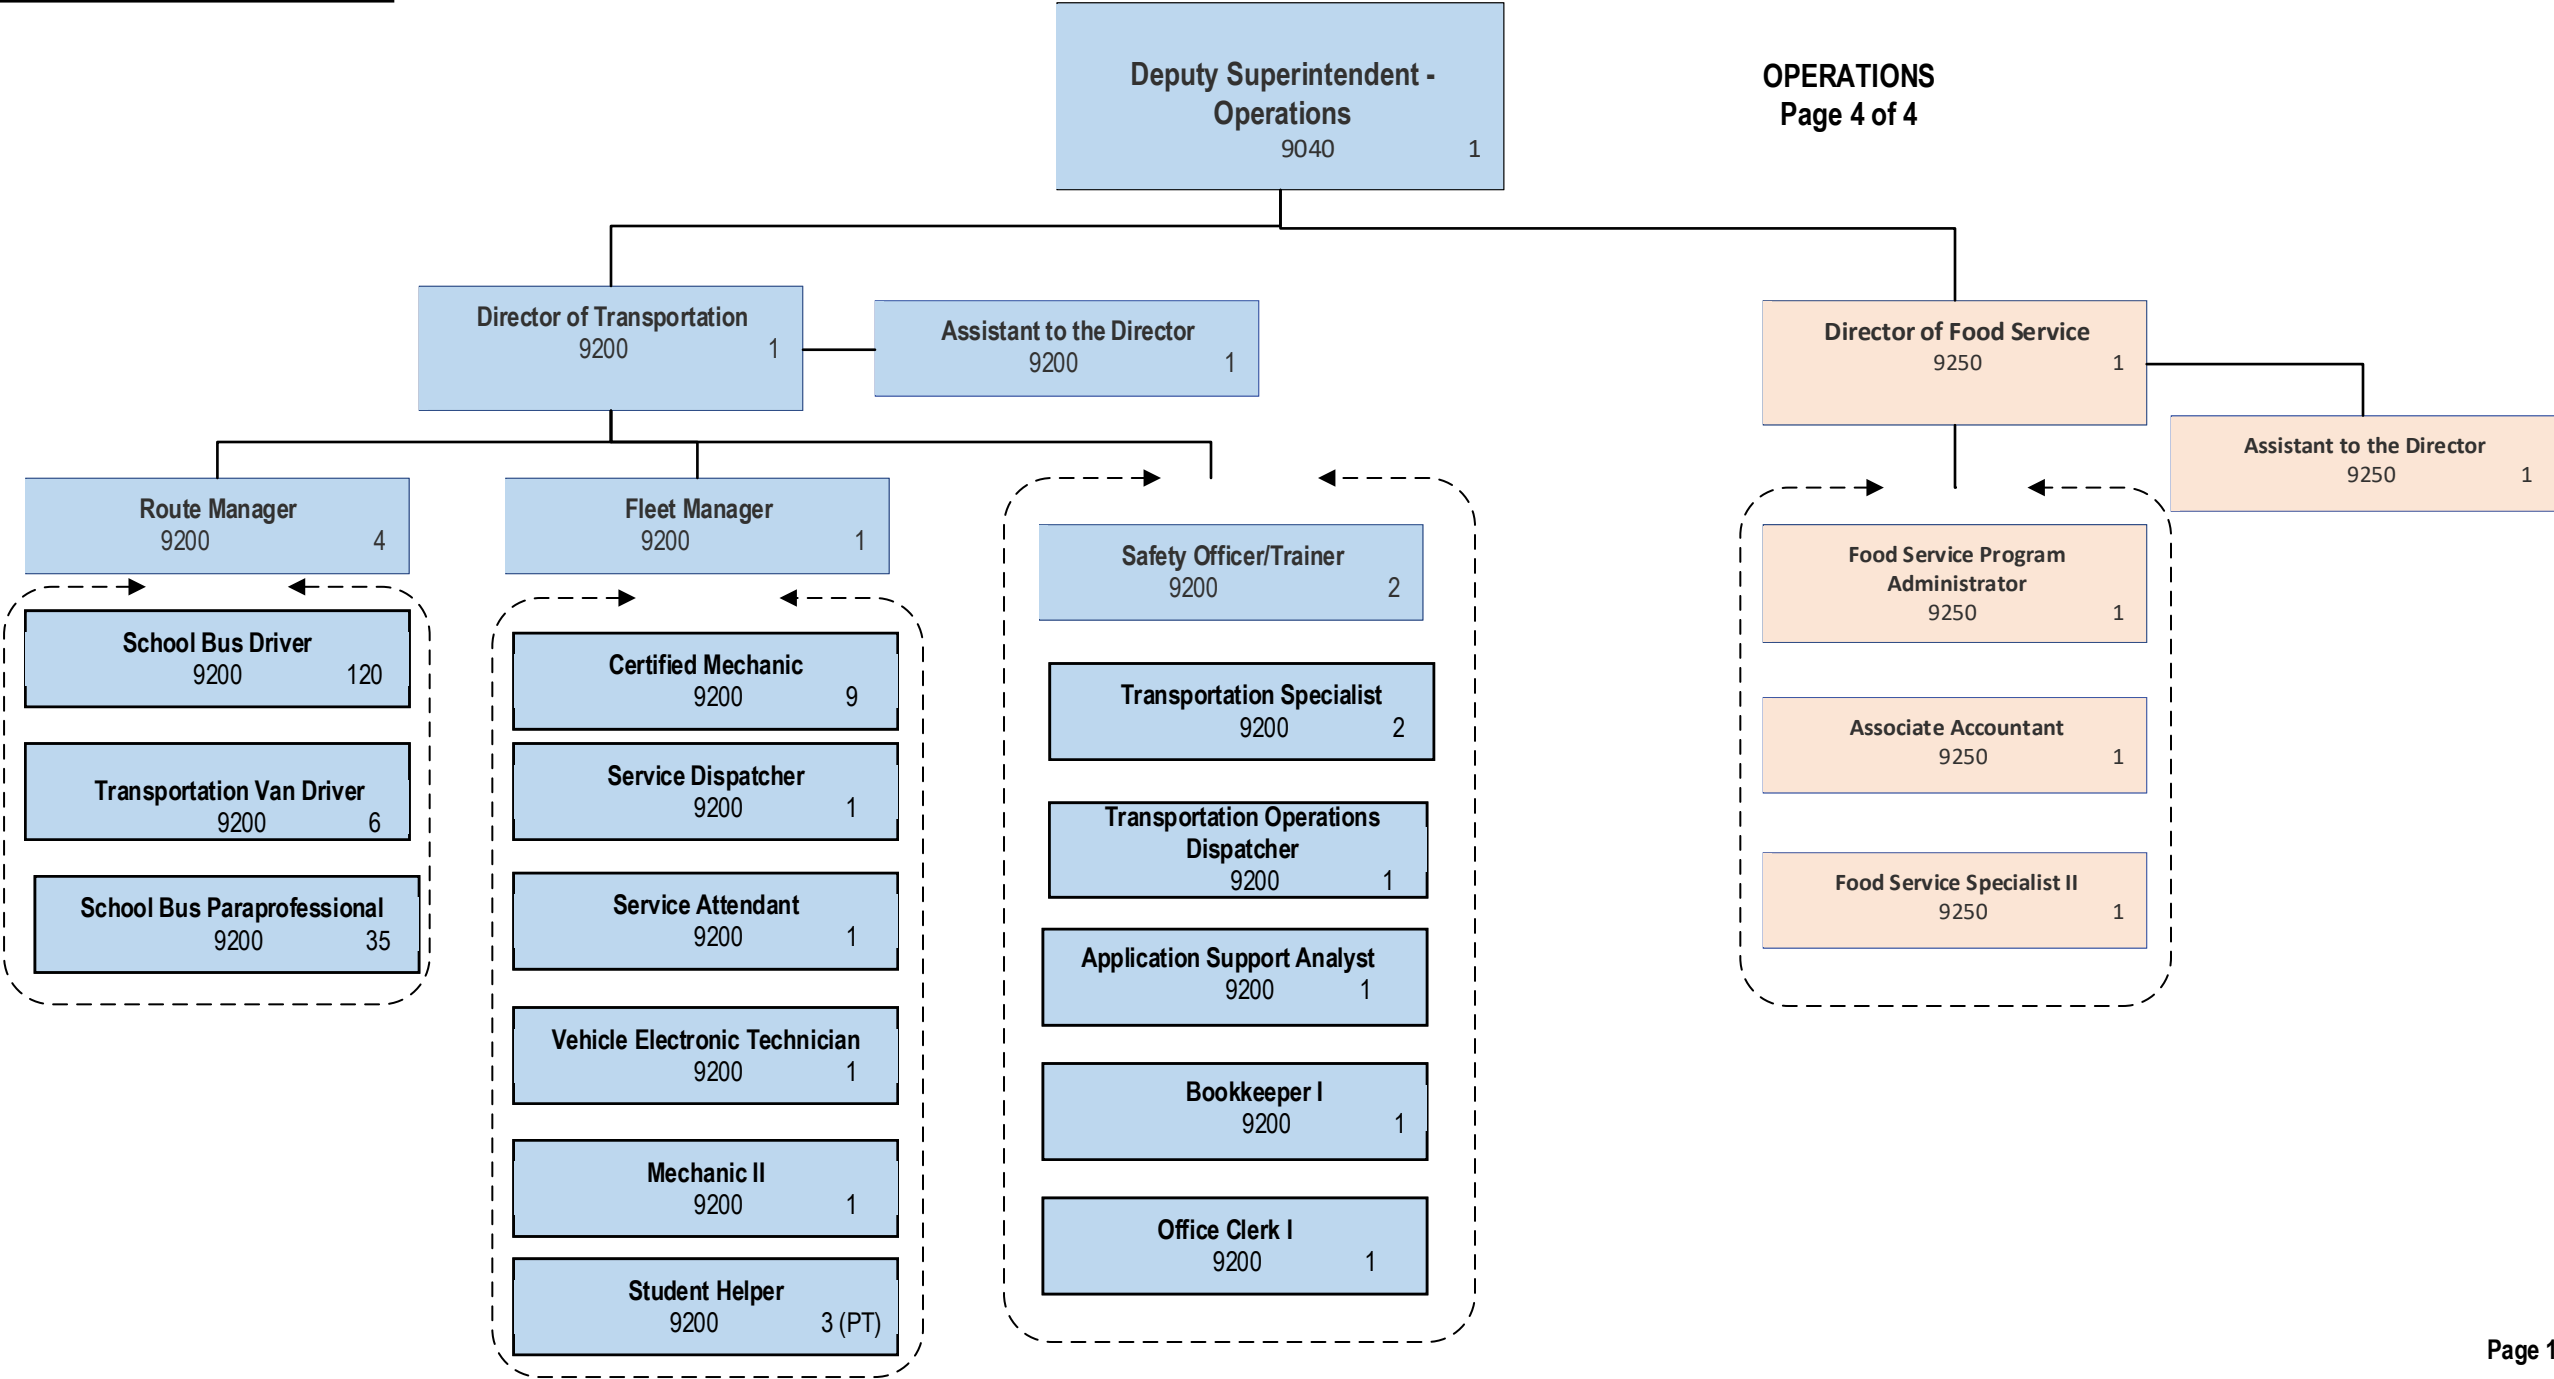 Deputy Superintendent -
Operations
9040 1
OPERATIONS
Page 4 of 4
Director of Transportation
9200 1
Assistant to the Director
9200 1
Director of Food Service
9250 1
Assistant to the Director
9250 1
Route Manager
9200 4
School Bus Driver
9200 120
Transportation Van Driver
9200 6
School Bus Paraprofessional
9200 35
Fleet Manager
9200 1
Certified Mechanic
9200 9
Service Dispatcher
9200 1
Service Attendant
9200 1
Vehicle Electronic Technician
9200 1
Mechanic II
9200 1
Student Helper
9200 3 (PT)
Safety Officer/Trainer
9200 2
Transportation Specialist
9200 2
Transportation Operations
Dispatcher
9200 1
Application Support Analyst
9200 1
Bookkeeper I
9200 1
Office Clerk I
9200 1
Food Service Program
Administrator
9250 1
Associate Accountant
9250 1
Food Service Specialist II
9250 1
Page 1